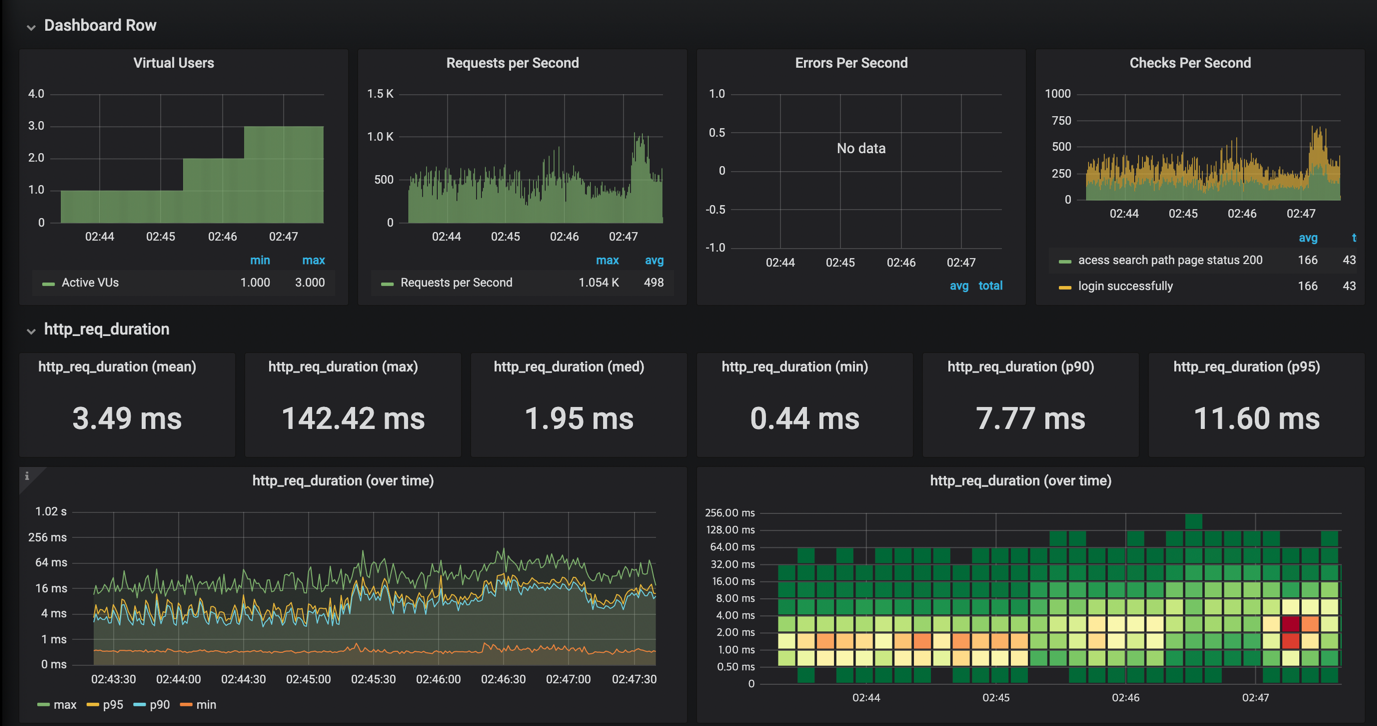 Dashboard Row
Virtual Users
4.0
3.0
2.0
1.0
0
02:44 02:45 02:46 02:47
min max
Active VUs 1.000 3.000
Requests per Second
1.5 K
1.0 K
500
0
02:44 02:45 02:46 02:47
max avg
Requests per Second 1.054 K 498
Errors Per Second
1.0
0.5
0
-0.5
-1.0
No data
02:44 02:45 02:46 02:47
avg total
Checks Per Second
1000
750
500
250
0
02:44 02:45 02:46 02:47
avg t
acess search path page status 200 166 43
login successfully 166 43
http_req_duration
http_req_duration (mean)
3.49 ms
http_req_duration (max)
142.42 ms
http_req_duration (med)
1.95 ms
http_req_duration (min)
0.44 ms
http_req_duration (p90)
7.77 ms
http_req_duration (p95)
11.60 ms
i
http_req_duration (over time)
1.02 s
256 ms
64 ms
16 ms
4 ms
1 ms
0 ms
02:43:30 02:44:00 02:44:30 02:45:00 02:45:30 02:46:00 02:46:30 02:47:00 02:47:30
max p95 p90 min
http_req_duration (over time)
256.00 ms
128.00 ms
64.00 ms
32.00 ms
16.00 ms
8.00 ms
4.00 ms
2.00 ms
1.00 ms
0.50 ms
0
02:44 02:45 02:46 02:47